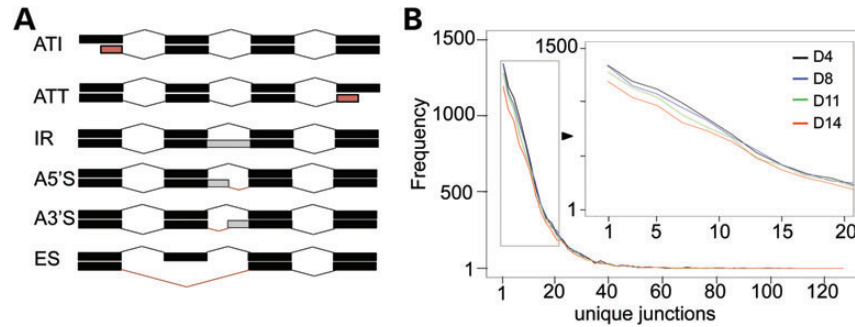 A
ATI
ATT
IR
A5'S
A3'S
ES
B
Frequency
1500
1000
500
1
1 20 40 60 80 100 120
unique junctions
1500
1
1 5 10 15 20
D4
D8
D11
D14